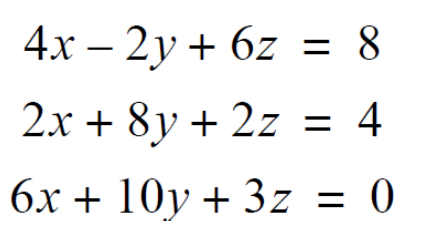 4x – 2y + 6z = 8
2x + 8y + 2z = 4
6x + 10y + 3z = 0